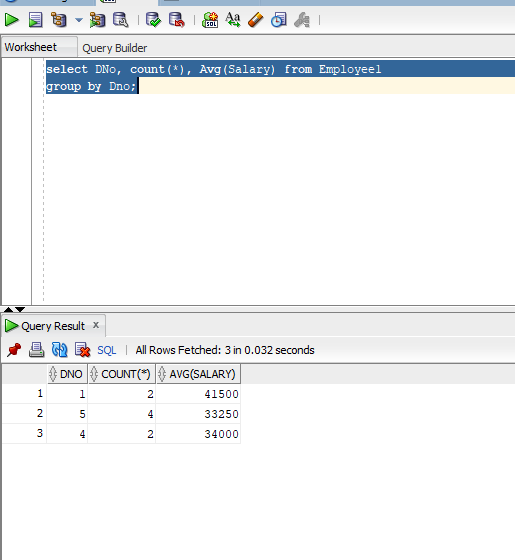 Worksheet Query Builder
select DNo, count(*), Avg(Salary) from Employee1
group by Dno;
Query Result x
SQL | All Rows Fetched: 3 in 0.032 seconds
DNO COUNT(*) AVG(SALARY)
1 1 2 41500
2 5 4 33250
3 4 2 34000